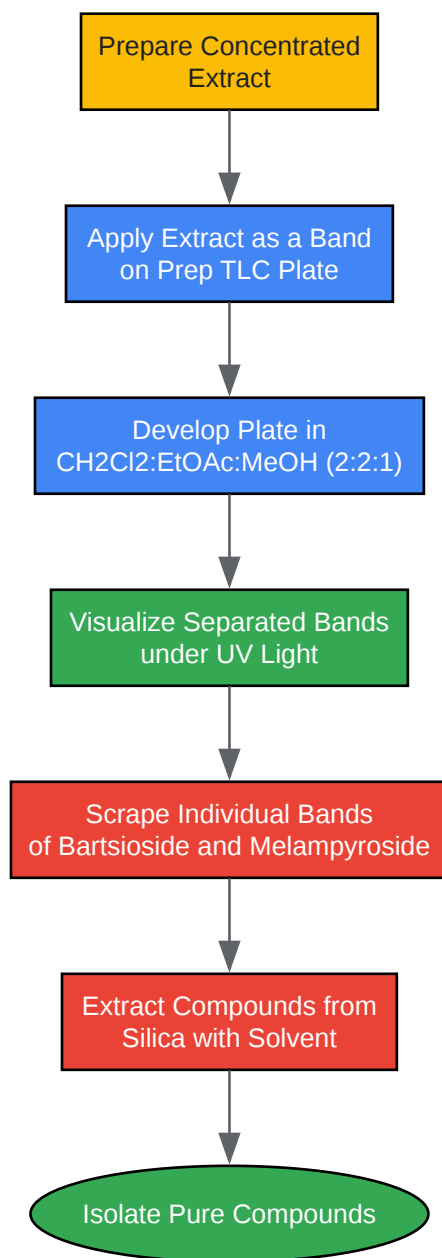 Prepare Concentrated
Extract
Apply Extract as a Band
on Prep TLC Plate
Develop Plate in
CH2Cl2:EtOAc:MeOH (2:2:1)
Visualize Separated Bands
under UV Light
Scrape Individual Bands
of Bartsioside and Melampyroside
Extract Compounds from
Silica with Solvent
Isolate Pure Compounds